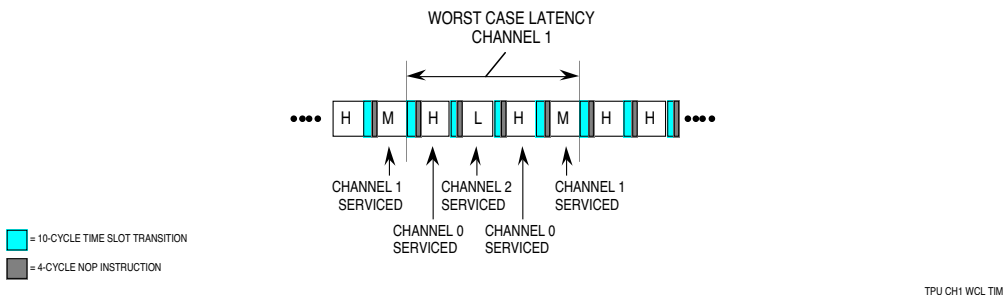 WORST CASE LATENCY
CHANNEL 1
H M H L H M H H
CHANNEL 1
SERVICED
CHANNEL 2
SERVICED
CHANNEL 1
SERVICED
CHANNEL 0
SERVICED
CHANNEL 0
SERVICED
= 10-CYCLE TIME SLOT TRANSITION
= 4-CYCLE NOP INSTRUCTION
TPU CH1 WCL TIM